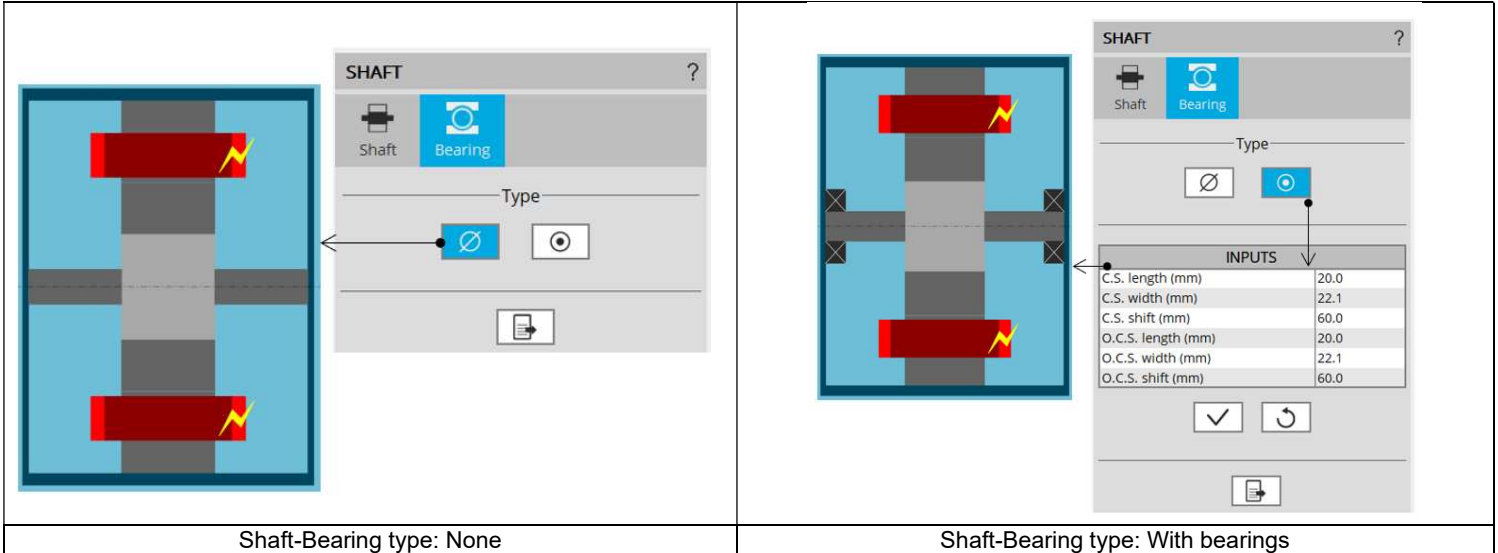 SHAFT ?
Shaft Bearing
Type
Shaft-Bearing type: None
SHAFT ?
Shaft Bearing
Type
INPUTS
C.S. length (mm) 20.0
C.S. width (mm) 22.1
C.S. shift (mm) 60.0
O.C.S. length (mm) 20.0
O.C.S. width (mm) 22.1
O.C.S. shift (mm) 60.0
Shaft-Bearing type: With bearings